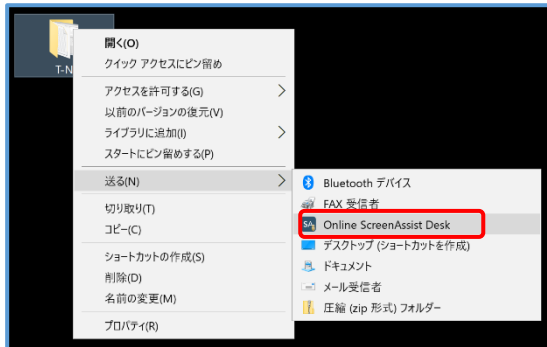 T-N
開く(O)
クイック アクセスにピン留め
アクセスを許可する(G)
以前のバージョンの復元(V)
ライブラリに追加(I)
スタートにピン留めする(P)
送る(N)
切り取り(T)
コピー(C)
ショートカットの作成(S)
削除(D)
名前の変更(M)
プロパティ(R)
Bluetooth デバイス
FAX 受信者
SA Online ScreenAssist Desk
デスクトップ (ショートカットを作成)
ドキュメント
メール受信者
圧縮 (zip 形式) フォルダー